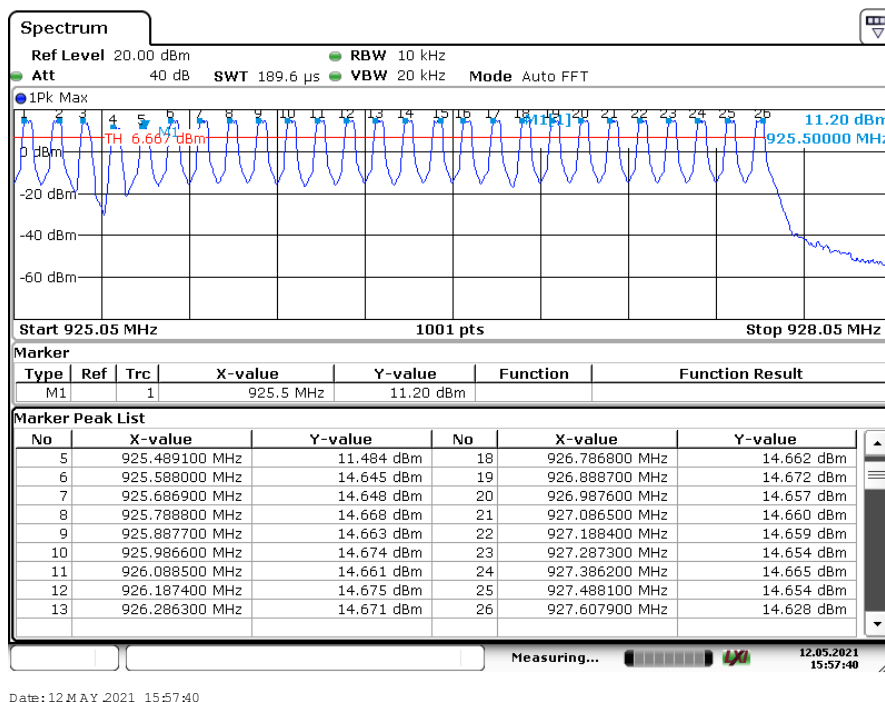 Spectrum
Ref Level 20.00 dBm RBW 10 kHz
Att 40 dB SWT 189.6 µs VBW 20 kHz Mode Auto FFT
1Pk Max
1 2 3 4 5 6 7 8 9 10 11 12 13 14 15 16 17 18 M1[1] 20 21 22 23 24 25 26 11.20 dBm
M1
TH 6.667 dBm 925.50000 MHz
0 dBm
-20 dBm
-40 dBm
-60 dBm
Start 925.05 MHz 1001 pts Stop 928.05 MHz
Marker
Type Ref Trc X-value Y-value Function Function Result
M1 1 925.5 MHz 11.20 dBm
Marker Peak List
No X-value Y-value No X-value Y-value
5 925.489100 MHz 11.484 dBm 18 926.786800 MHz 14.662 dBm
6 925.588000 MHz 14.645 dBm 19 926.888700 MHz 14.672 dBm
7 925.686900 MHz 14.648 dBm 20 926.987600 MHz 14.657 dBm
8 925.788800 MHz 14.668 dBm 21 927.086500 MHz 14.660 dBm
9 925.887700 MHz 14.663 dBm 22 927.188400 MHz 14.659 dBm
10 925.986600 MHz 14.674 dBm 23 927.287300 MHz 14.654 dBm
11 926.088500 MHz 14.661 dBm 24 927.386200 MHz 14.665 dBm
12 926.187400 MHz 14.675 dBm 25 927.488100 MHz 14.654 dBm
13 926.286300 MHz 14.671 dBm 26 927.607900 MHz 14.628 dBm
Measuring... LXI 12.05.2021
15:57:40
Date: 12.MAY.2021 15:57:40